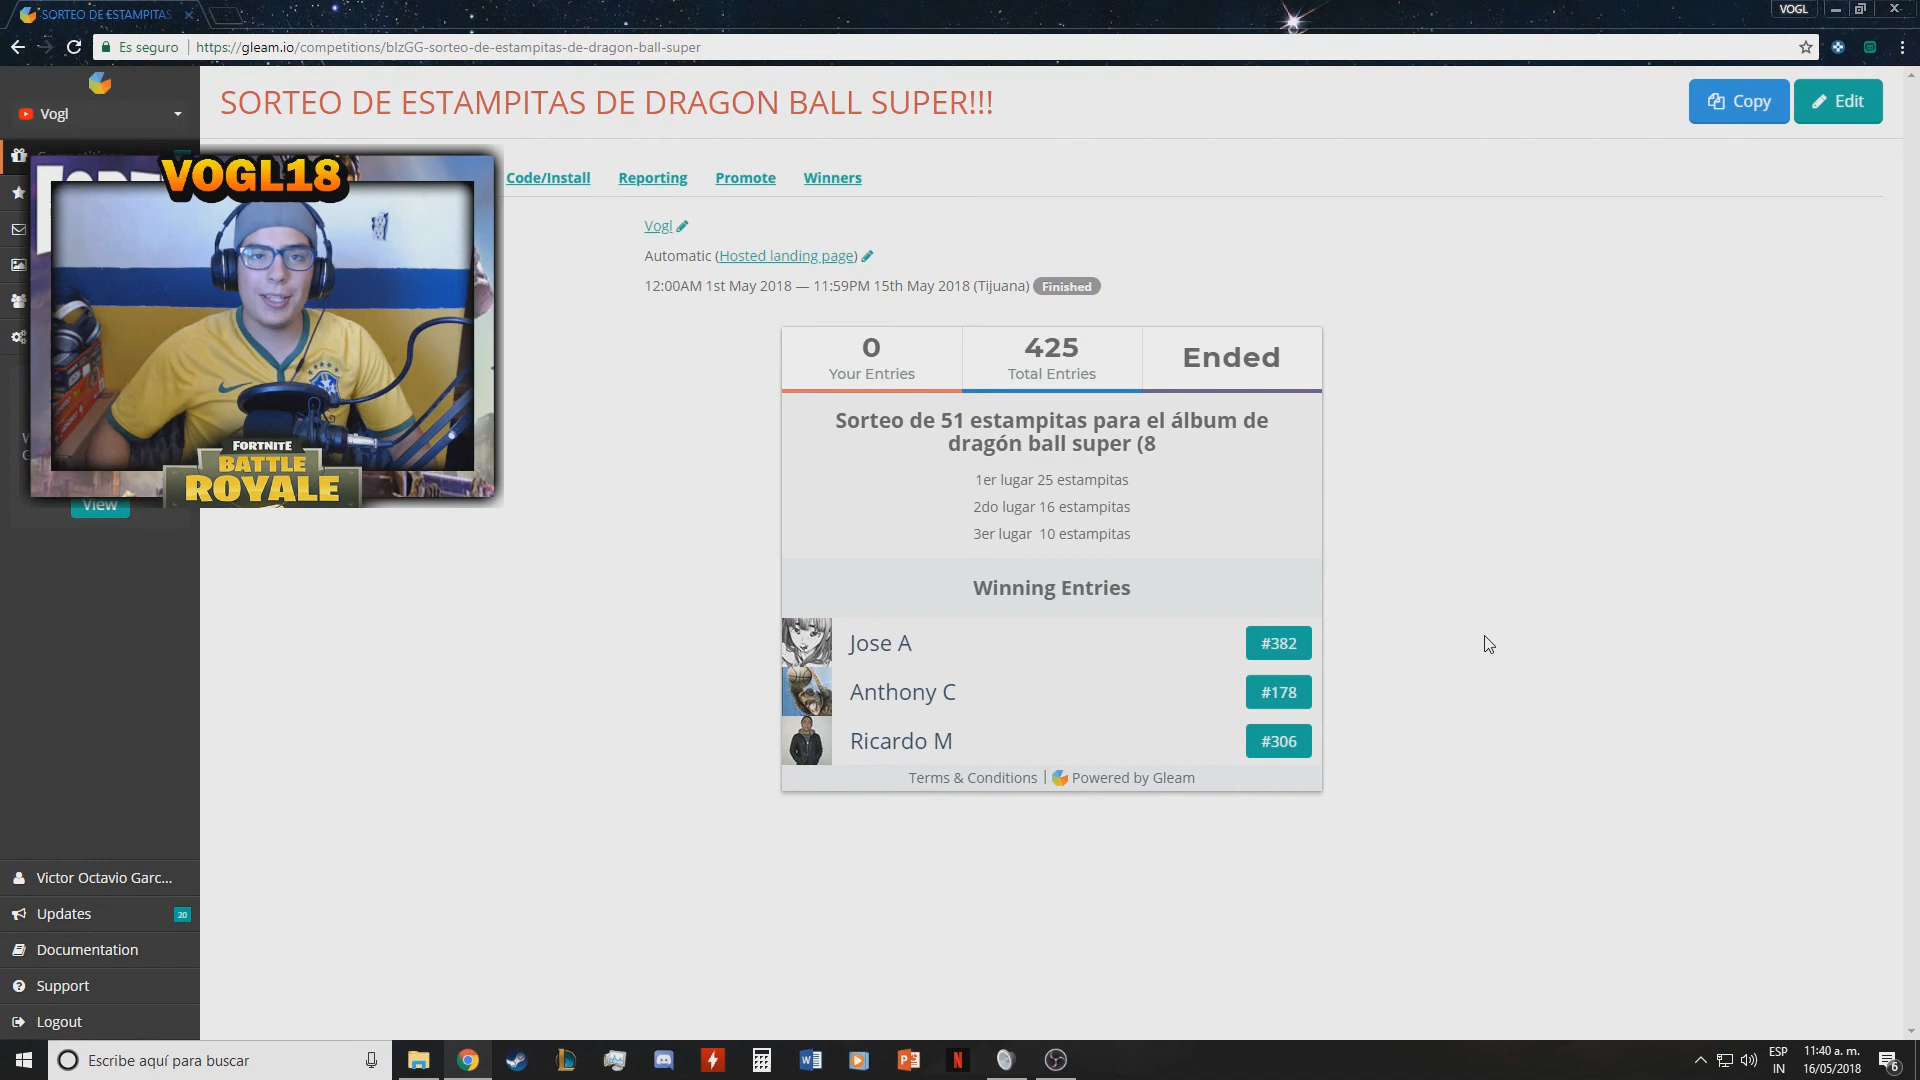 SORTEO DE ESTAMPITAS
VOGL
Es seguro
https://gleam.io/competitions/blzGG-sorteo-de-estampitas-de-dragon-ball-super
Vogl
SORTEO DE ESTAMPITAS DE DRAGON BALL SUPER!!!
Copy
Edit
VOGL18
Code/Install
Reporting
Promote
Winners
Vogl
Automatic (Hosted landing page)
12:00AM 1st May 2018 — 11:59PM 15th May 2018 (Tijuana) Finished
FORTNITE
BATTLE
ROYALE
View
0
Your Entries
425
Total Entries
Ended
Sorteo de 51 estampitas para el álbum de
dragón ball super (8
1er lugar 25 estampitas
2do lugar 16 estampitas
3er lugar 10 estampitas
Winning Entries
Jose A
#382
Anthony C
#178
Ricardo M
#306
Terms & Conditions | Powered by Gleam
Victor Octavio Garc...
Updates
20
Documentation
Support
Logout
Escribe aquí para buscar
ESP
IN
11:40 a. m.
16/05/2018
6